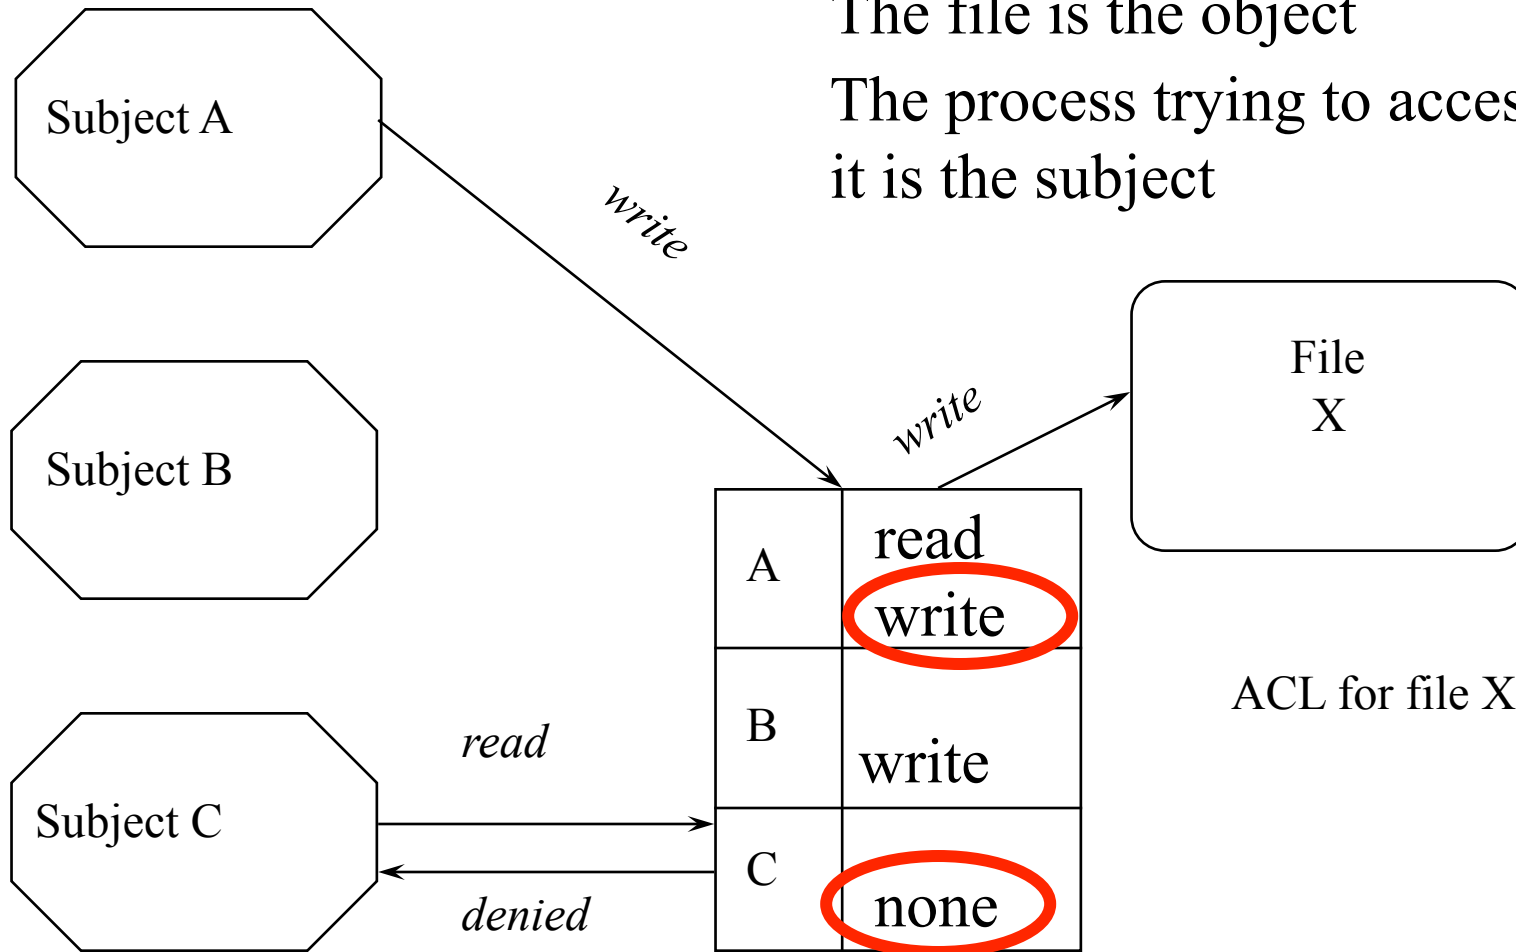 The file is the object
The process trying to acces
it is the subject
Subject A
write
Subject B
write
File
X
A
read
write
ACL for file X
B
write
read
Subject C
denied
C
none